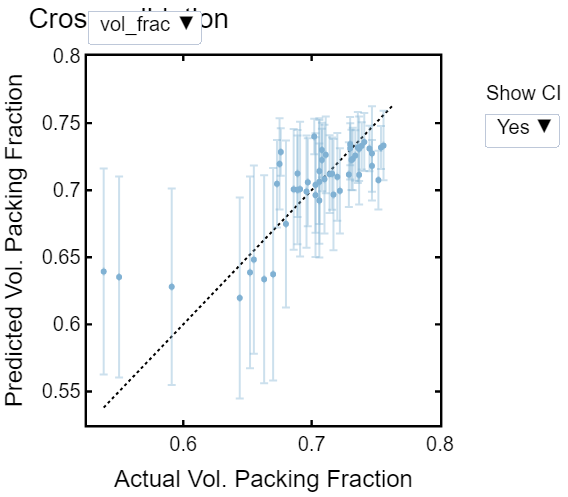 vol_frac ▼
0.8
0.75
0.7
0.65
0.6
0.55
Predicted Vol. Packing Fraction
0.6 0.7 0.8
Actual Vol. Packing Fraction
Show CI
Yes ▼